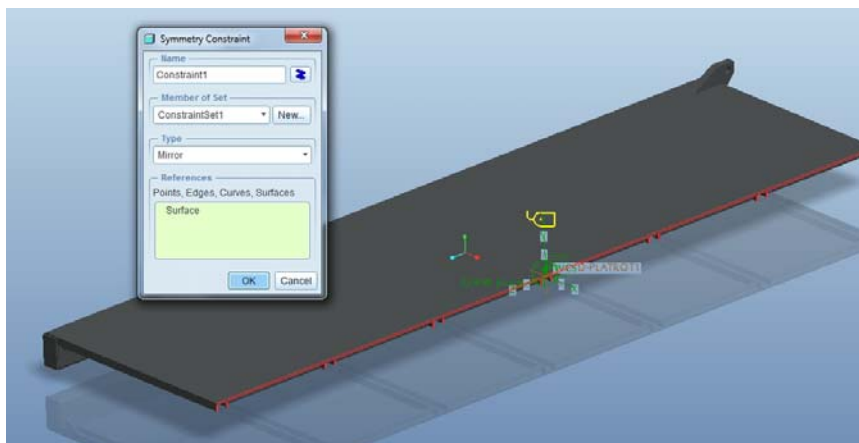 Symmetry Constraint
Name
Constraint1
Member of Set
ConstraintSet1
New...
Type
Mirror
References
Points, Edges, Curves, Surfaces
Surface
OK
Cancel